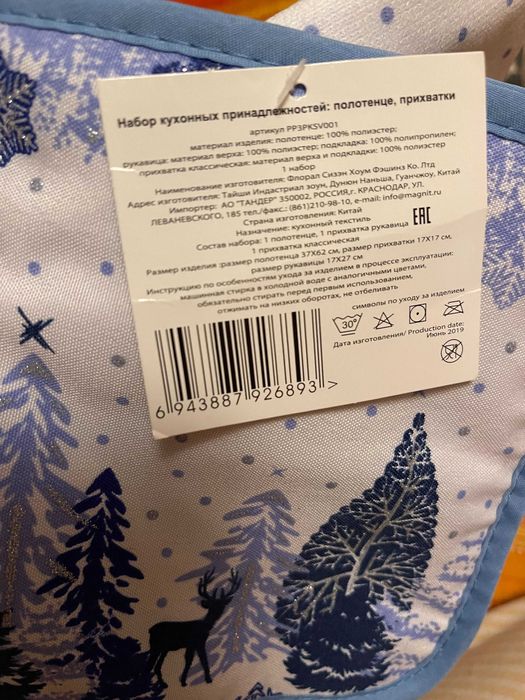 Набор кухонных принадлежностей: полотенце, прихватки
артикул PP3PKSV001
материал изделия: полотенце: 100% полиэстер;
рукавица: материал верха: 100% полиэстер; подкладка: 100% полипропилен;
прихватка классическая: материал верха и подкладки: 100% полиэстер
1 набор
Наименование изготовителя: Флорал Сизэн Хоум Фэшинз Ко.Лтд
Адрес изготовителя: Тайши Индастриал зоун, Дунюн Наньша, Гуанчжоу, Китай
Импортер: АО "ТАНДЕР" 350002, РОССИЯ,г. КРАСНОДАР, УЛ.
ЛЕВАНЕВСКОГО, 185 тел./факс.: (861)210-98-10, e-mail: info@magnit.ru
Страна изготовления: Китай
Назначение: кухонный текстиль
Состав набора: 1 полотенце, 1 прихватка рукавица EAC
1 прихватка классическая
Размер изделия: размер полотенца 37Х62 см, размер прихватки 17Х17 см,
размер рукавицы 17Х27 см
Инструкцию по особенностям ухода за изделием в процессе эксплуатации:
машинная стирка в холодной воде с аналогичными цветами,
обязательно стирать перед первым использованием,
отжимать на низких оборотах, не отбеливать
символы по уходу за изделием
30°
Дата изготовления/ Production date:
Июнь 2019
6 943887 926893 >